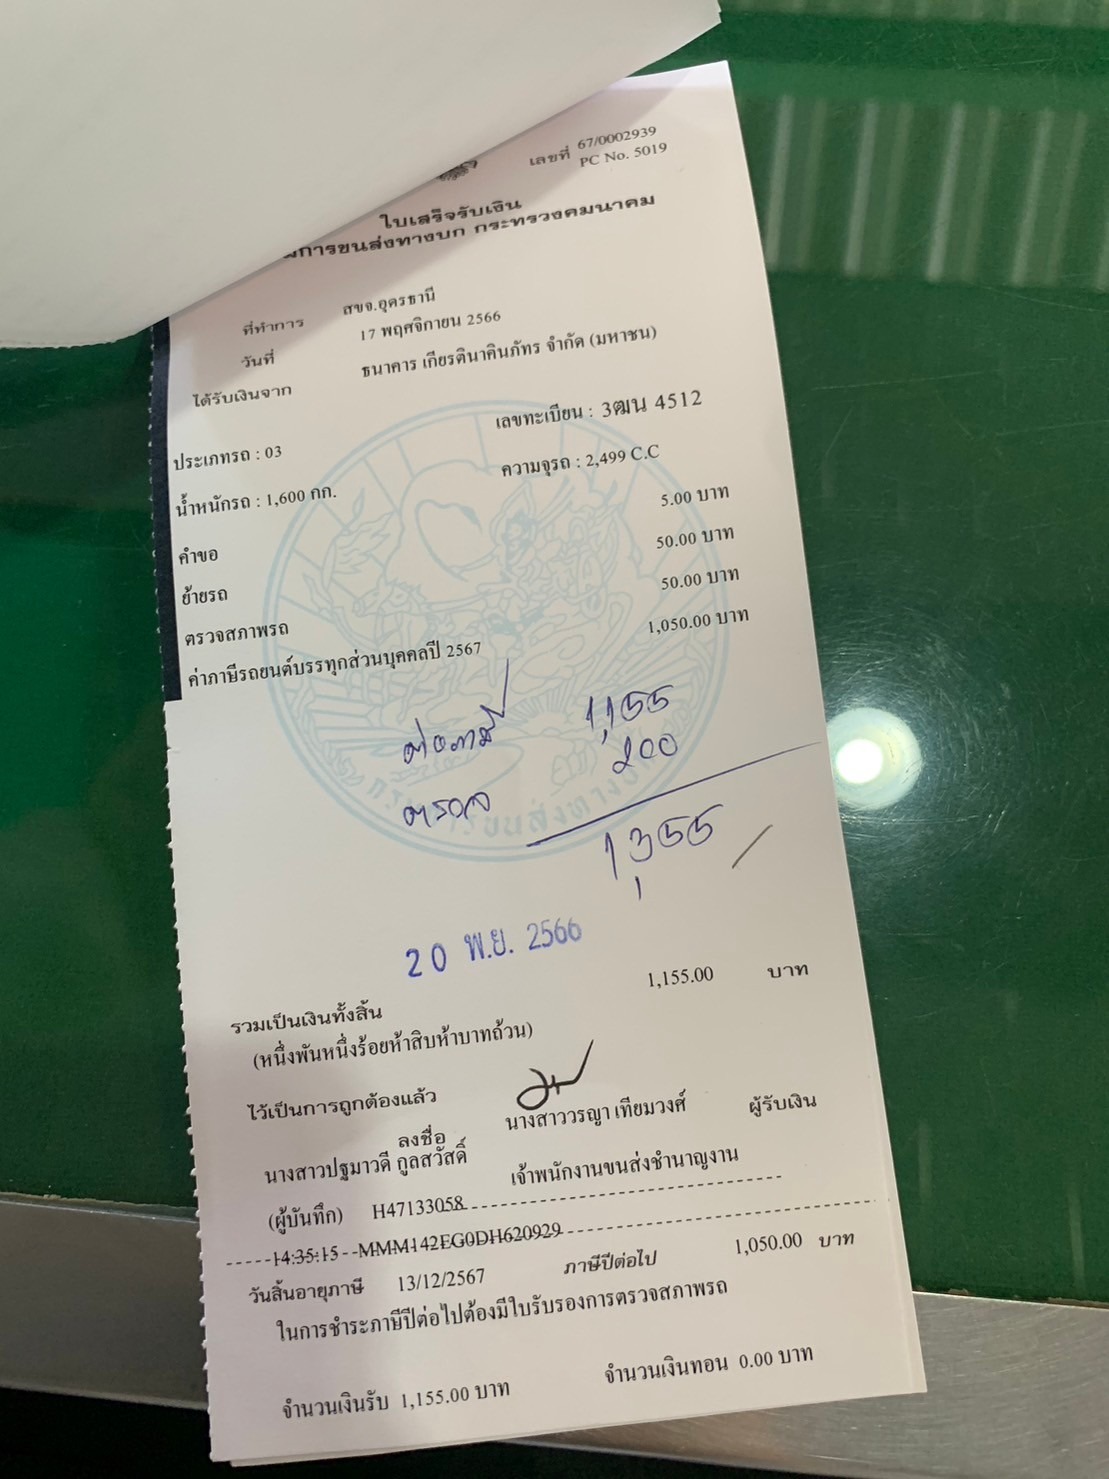 เลขที่ 67/0002939
PC No. 5019
ใบเสร็จรับเงิน
การขนส่งทางบก กระทรวงคมนาคม
ที่ทำการ สขจ.อุดรธานี
วันที่ 17 พฤศจิกายน 2566
ได้รับเงินจาก ธนาคาร เกียรตินาคินภัทร จำกัด (มหาชน)
ประเภทรถ : 03 เลขทะเบียน : 3ฒน 4512
น้ำหนักรถ : 1,600 กก. ความจุรถ : 2,499 C.C
คำขอ 5.00 บาท
ย้ายรถ 50.00 บาท
ตรวจสภาพรถ 50.00 บาท
ค่าภาษีรถยนต์บรรทุกส่วนบุคคลปี 2567 1,050.00 บาท
ต่อภาษี 1,155
ตรวจ 200
1,355
กรมการขนส่งทางบก
20 พ.ย. 2566
รวมเป็นเงินทั้งสิ้น 1,155.00 บาท
(หนึ่งพันหนึ่งร้อยห้าสิบห้าบาทถ้วน)
ไว้เป็นการถูกต้องแล้ว
ลงชื่อ นางสาววรญา เทียมวงศ์ ผู้รับเงิน
นางสาวปฐมาวดี กูลสวัสดิ์ เจ้าพนักงานขนส่งชำนาญงาน
(ผู้บันทึก) H47133058
14:35:15 MMM142EG0DH620929
วันสิ้นอายุภาษี 13/12/2567 ภาษีปีต่อไป 1,050.00 บาท
ในการชำระภาษีปีต่อไปต้องมีใบรับรองการตรวจสภาพรถ
จำนวนเงินรับ 1,155.00 บาท จำนวนเงินทอน 0.00 บาท